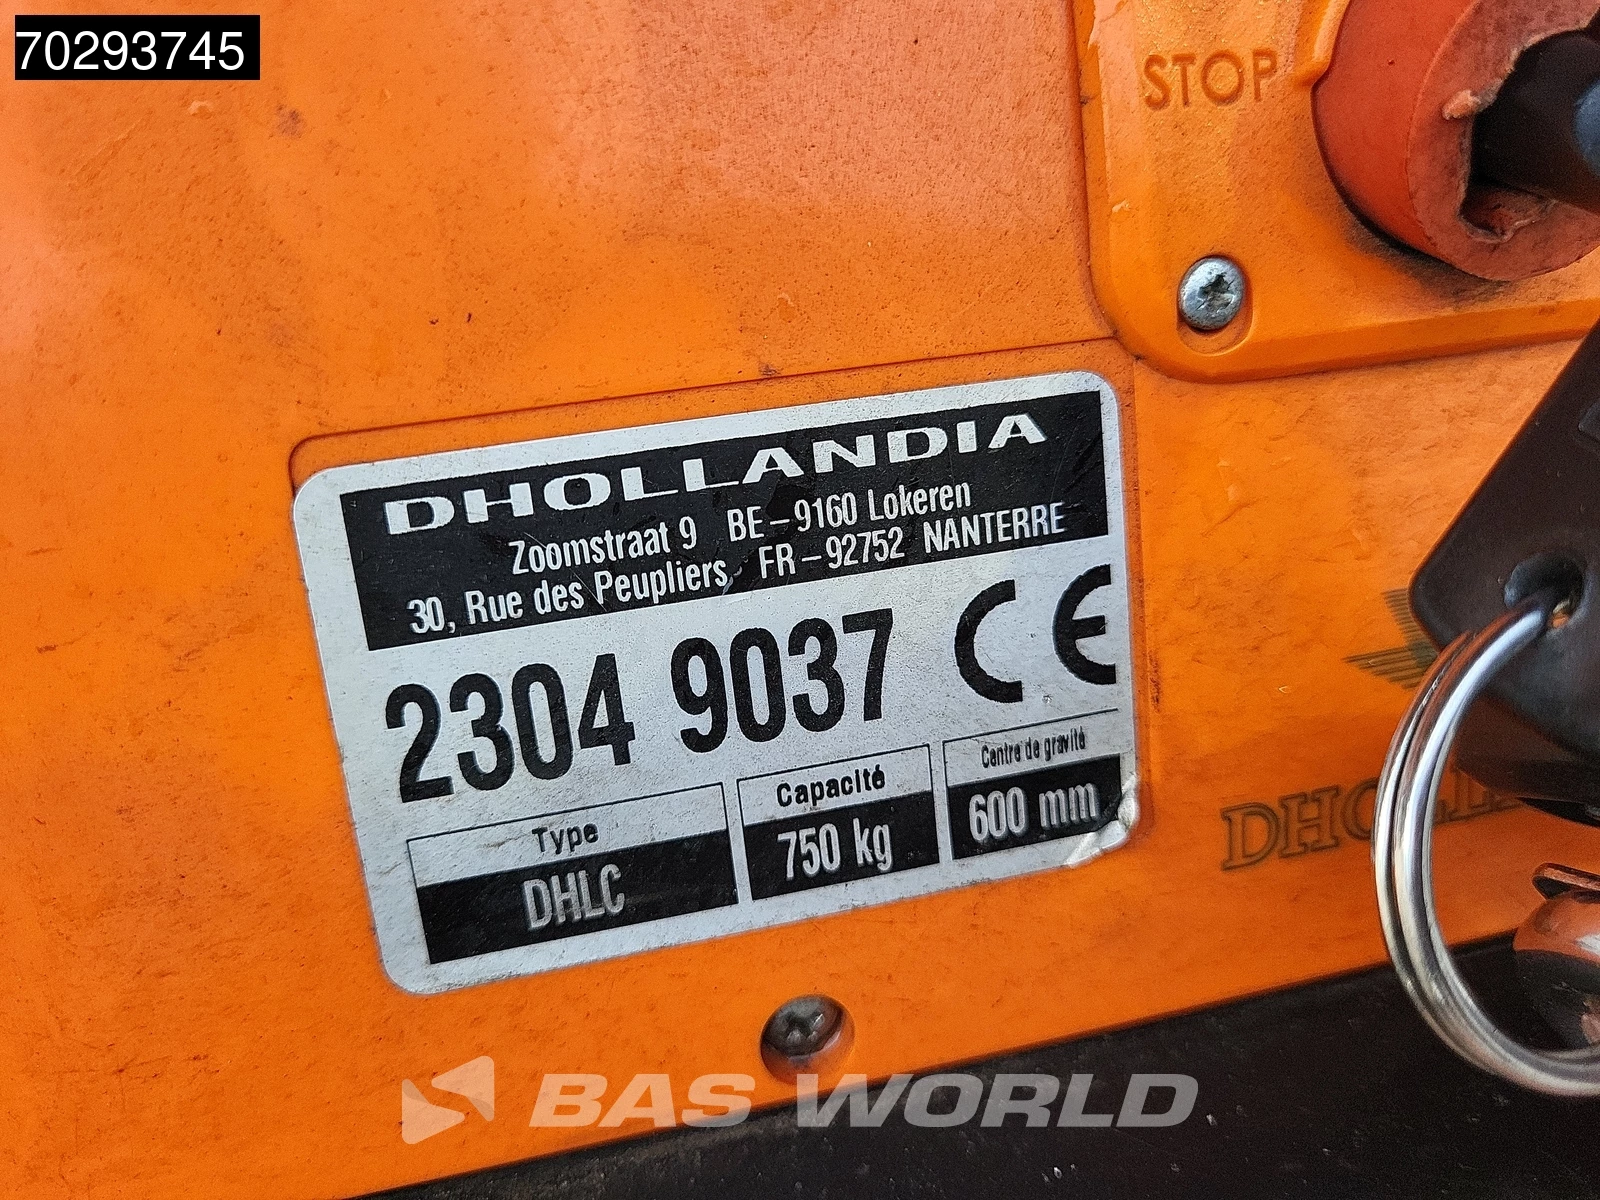 70293745
STOP
DHOLLANDIA
Zoomstraat 9 BE-9160 Lokeren
30, Rue des Peupliers FR-92752 NANTERRE
2304 9037 CE
Type
DHLC
Capacité
750 kg
Centre de gravité
600 mm
BAS WORLD